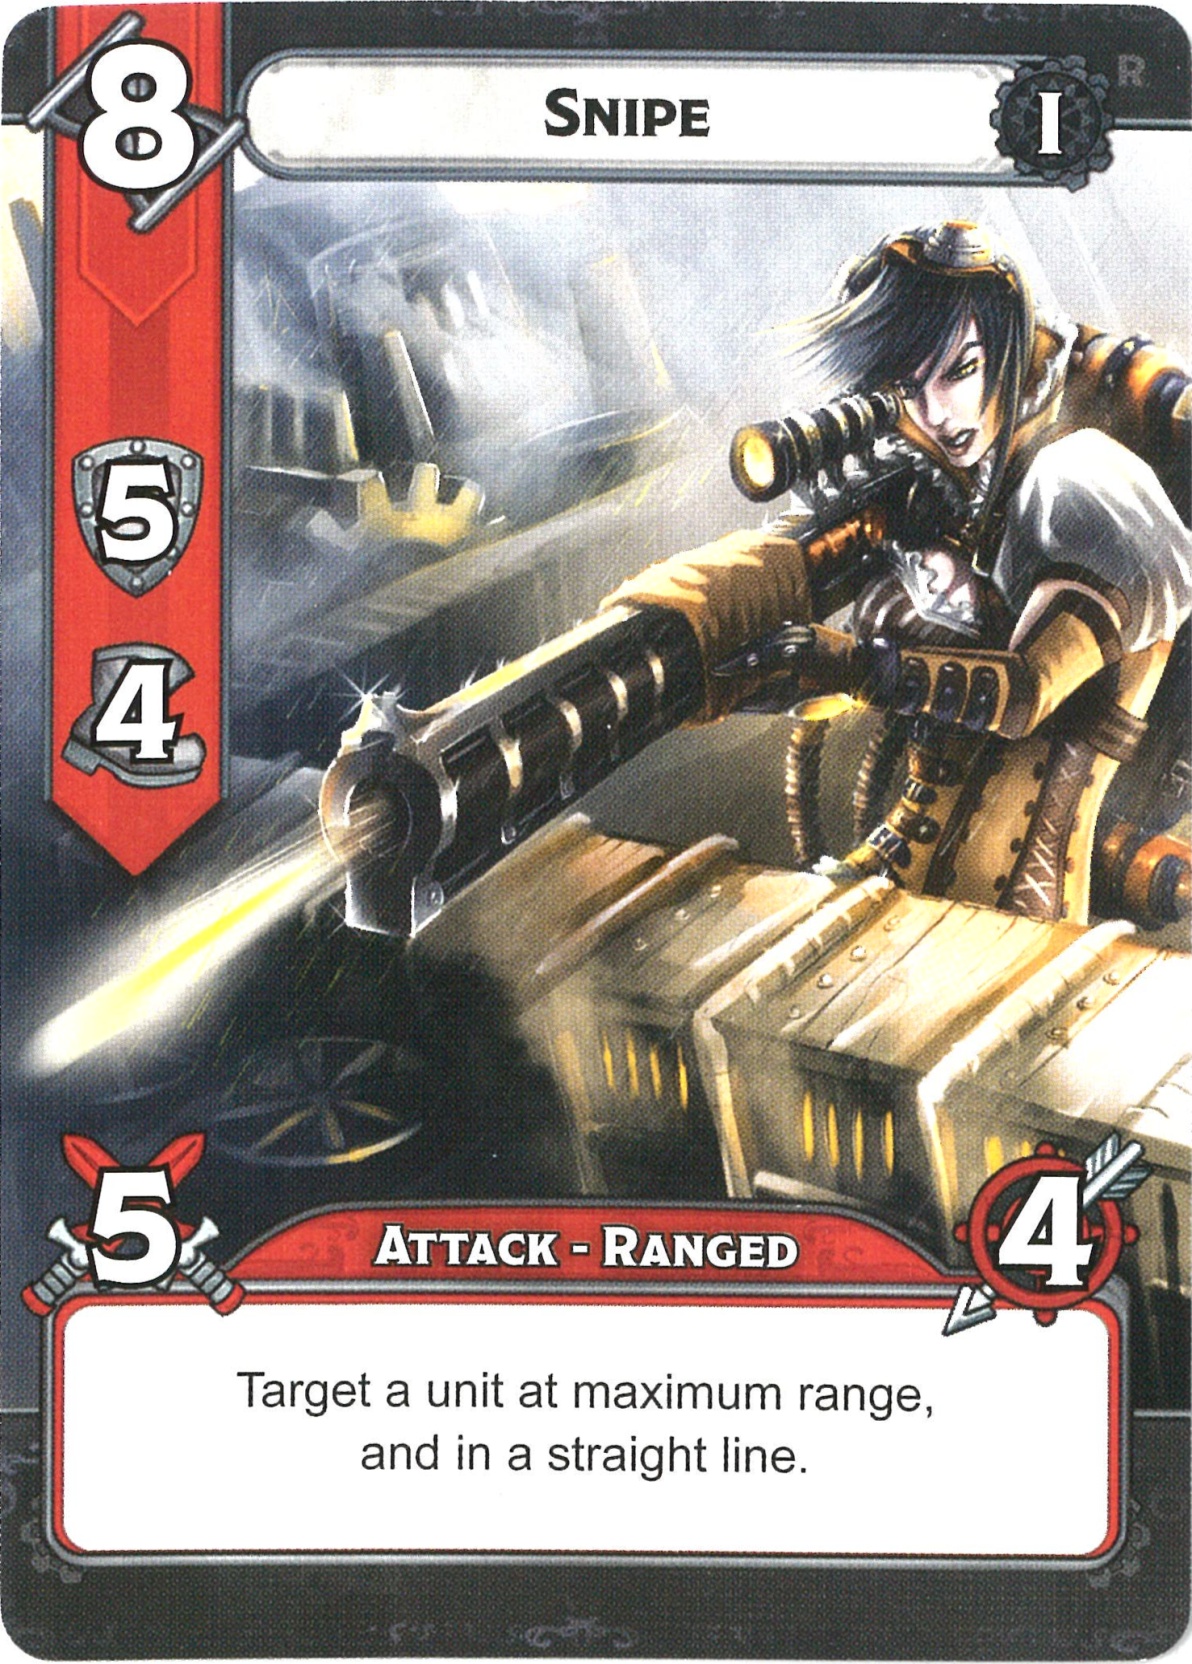 8
SNIPE
I
R
5
4
5
ATTACK - RANGED
4
Target a unit at maximum range,
and in a straight line.